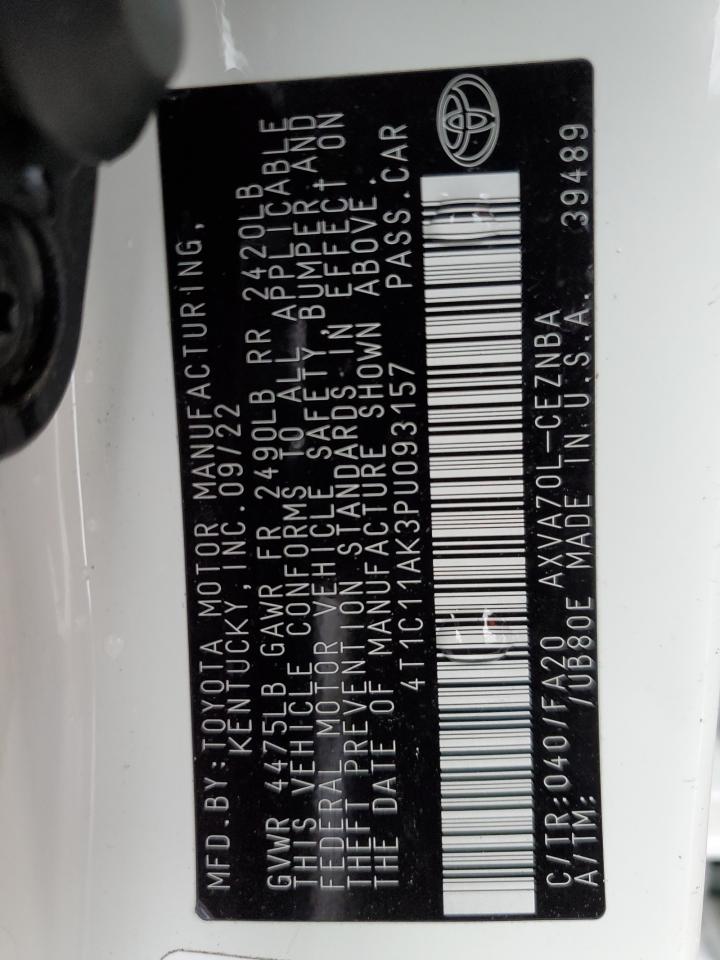 MFD.BY:TOYOTA MOTOR MANUFACTURING,
KENTUCKY,INC.09/22
GVWR 4475LB GAWR FR 2490LB RR 2420LB
THIS VEHICLE CONFORMS TO ALL APPLICABLE
FEDERAL MOTOR VEHICLE SAFETY,BUMPER,AND
THEFT PREVENTION STANDARDS IN EFFECT ON
THE DATE OF MANUFACTURE SHOWN ABOVE.
4T1C11AK3PU093157 PASS.CAR
C/TR:040/FA20 AXVA70L-CEZNBA
A/TM: /UB80E MADE IN U.S.A. 39489